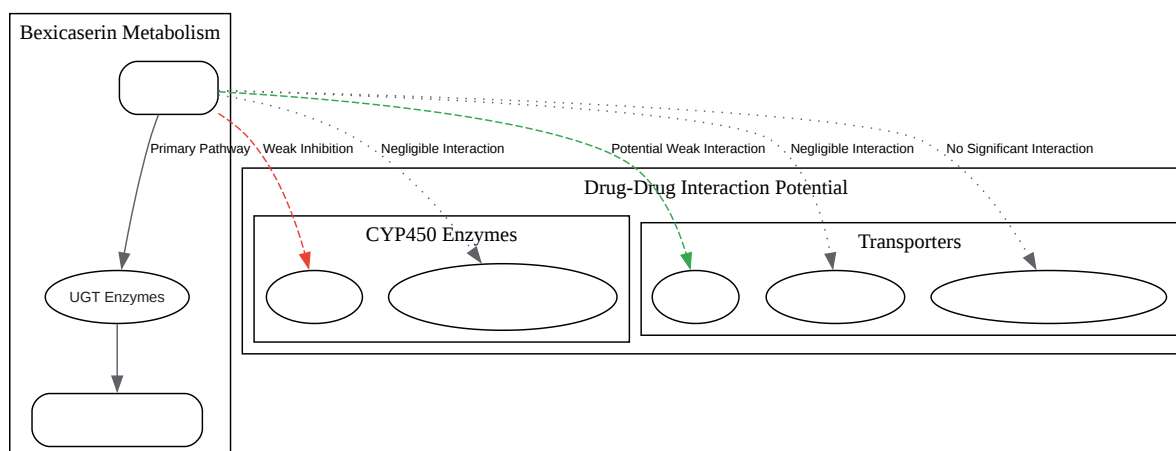 Bexicaserin Metabolism
Primary Pathway
Weak Inhibition
Negligible Interaction
Potential Weak Interaction
Negligible Interaction
No Significant Interaction
Drug-Drug Interaction Potential
CYP450 Enzymes
Transporters
UGT Enzymes